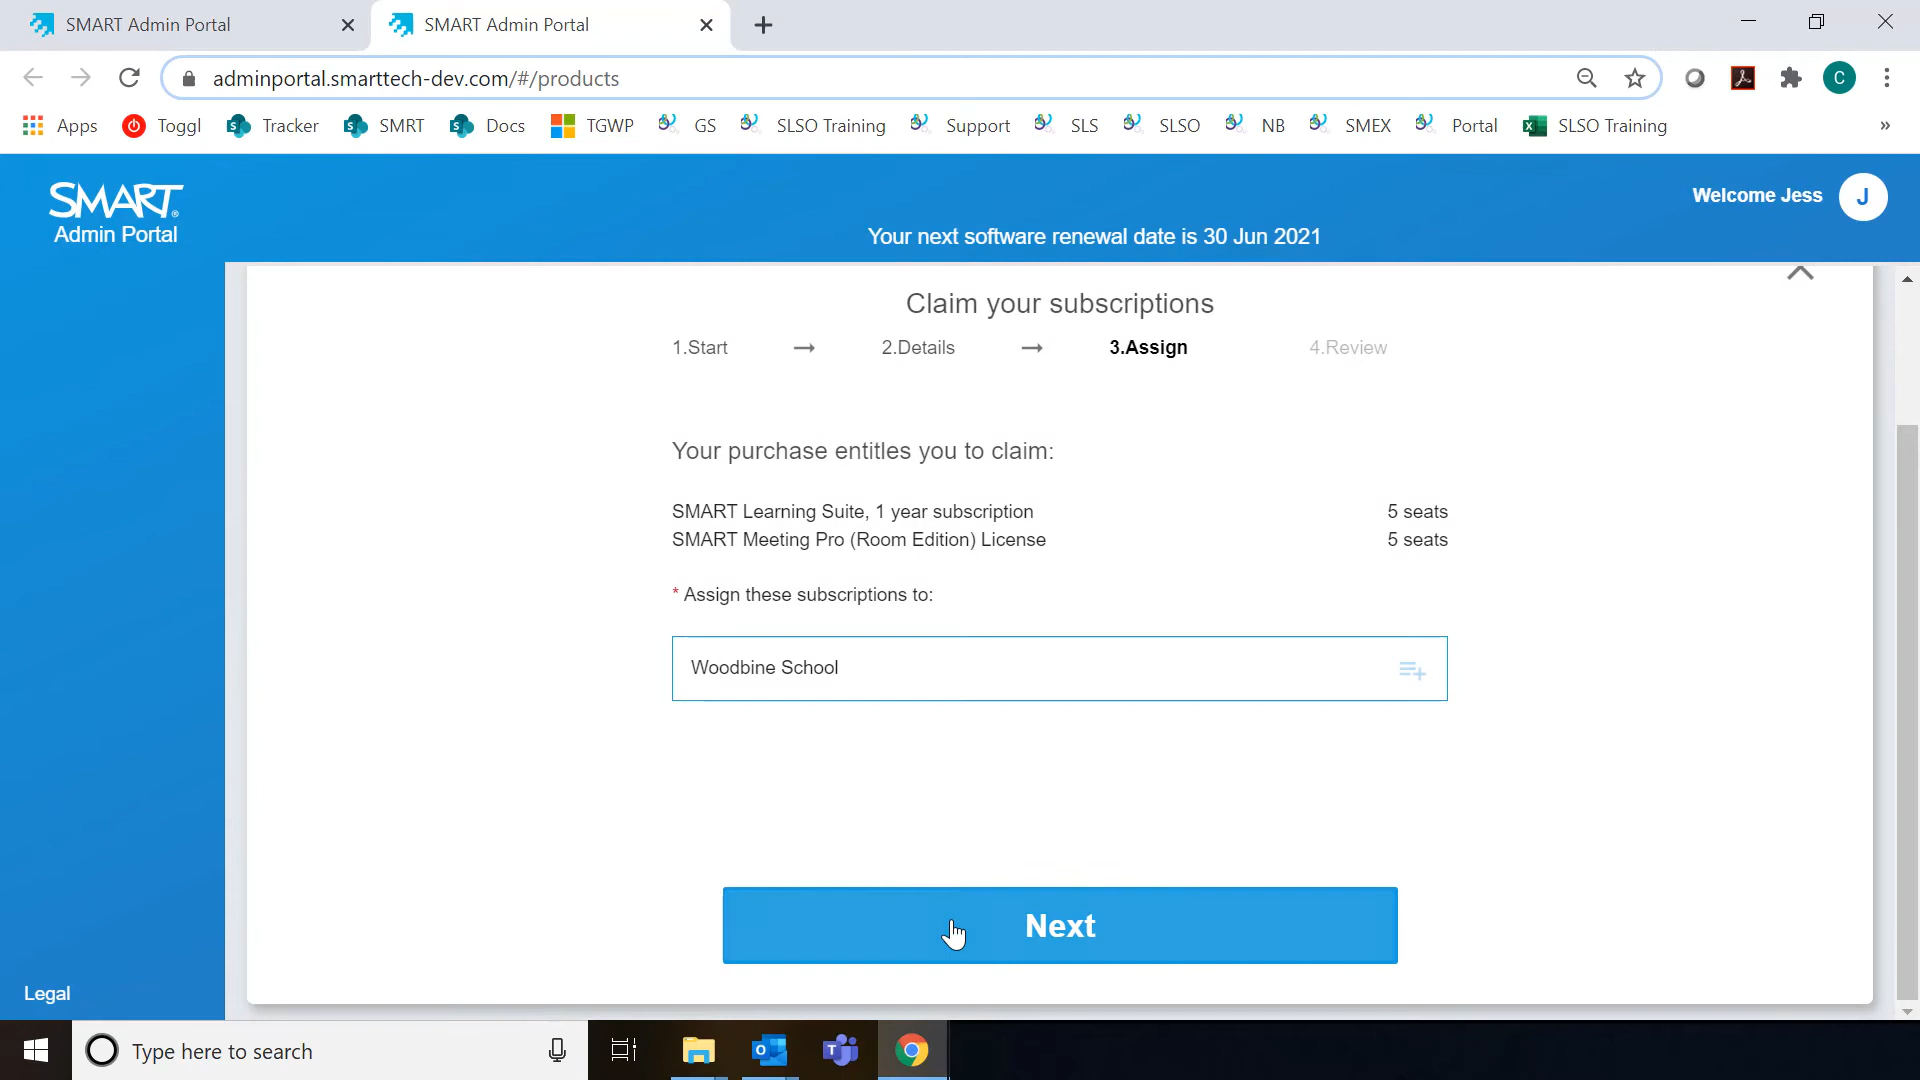 SMART Admin Portal
SMART Admin Portal
adminportal.smarttech-dev.com/#/products
C
Apps Toggl Tracker SMRT Docs TGWP GS SLSO Training Support SLS SLSO NB SMEX Portal SLSO Training »
SMART
Admin Portal
Welcome Jess J
Your next software renewal date is 30 Jun 2021
Claim your subscriptions
1.Start → 2.Details → 3.Assign 4.Review
Your purchase entitles you to claim:
SMART Learning Suite, 1 year subscription 5 seats
SMART Meeting Pro (Room Edition) License 5 seats
* Assign these subscriptions to:
Woodbine School
Next
Legal
Type here to search